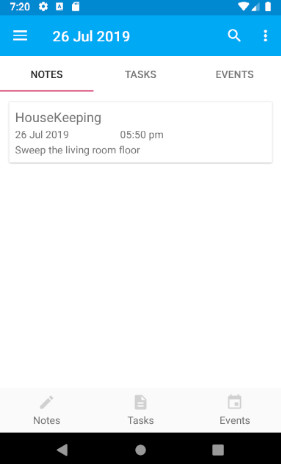 7:20
26 Jul 2019
NOTES TASKS EVENTS
HouseKeeping
26 Jul 2019 05:50 pm
Sweep the living room floor
Notes Tasks Events